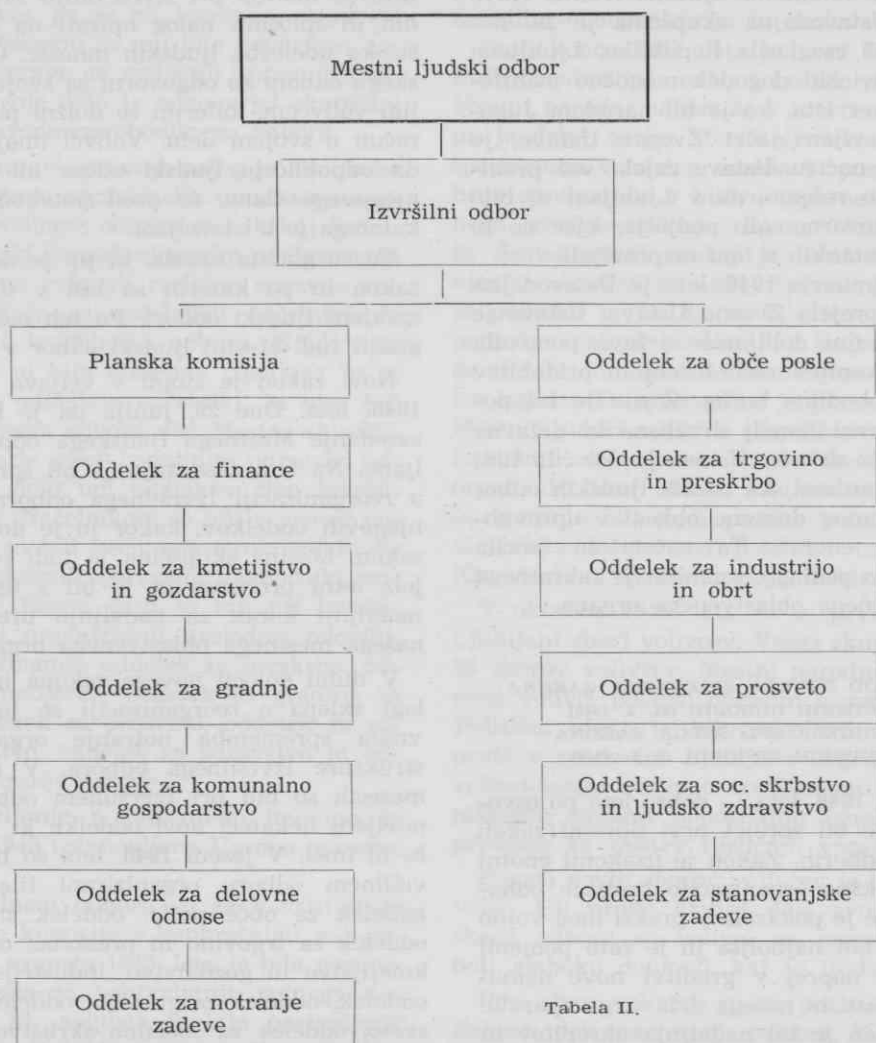 Mestni ljudski odbor
Izvršilni odbor
Planska komisija
Oddelek za finance
Oddelek za kmetijstvo
in gozdarstvo
Oddelek za gradnje
Oddelek za komunalno
gospodarstvo
Oddelek za delovne
odnose
Oddelek za notranje
zadeve
Oddelek za obče posle
Oddelek za trgovino
in preskrbo
Oddelek za industrijo
in obrt
Oddelek za prosveto
Oddelek za soc. skrbstvo
in ljudsko zdravstvo
Oddelek za stanovanjske
zadeve
Tabela II.